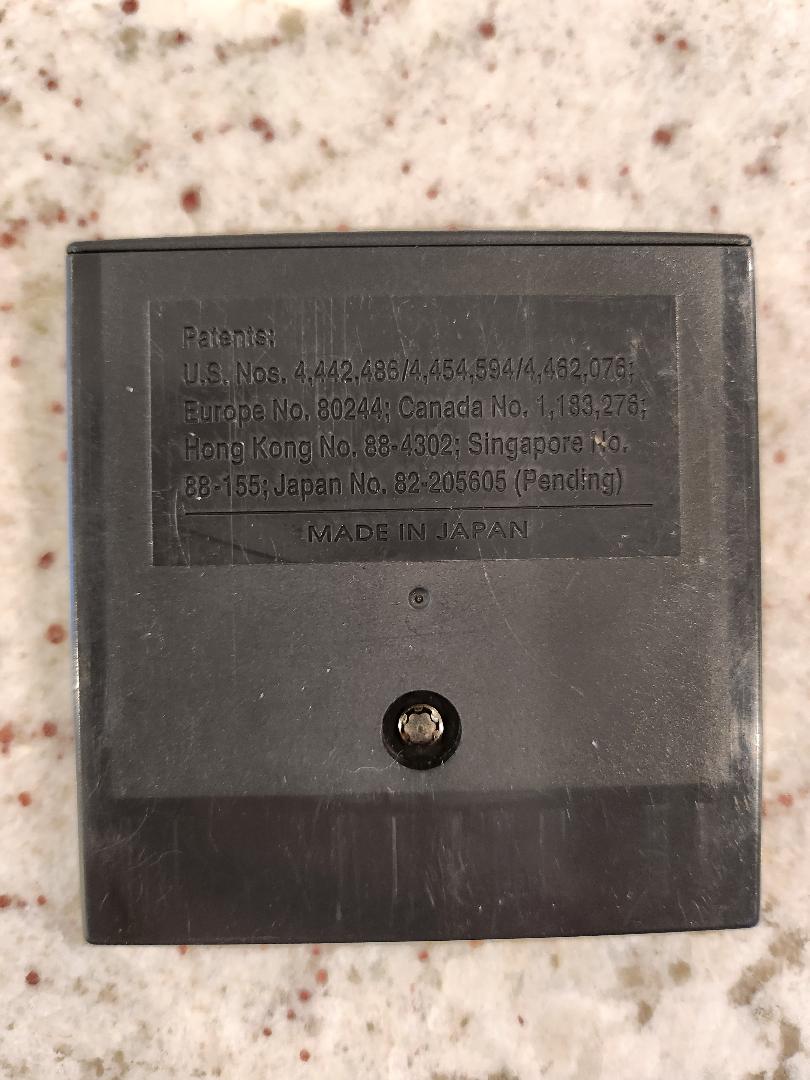 Patents:
U.S. Nos. 4,442,486/4,454,594/4,462,076;
Europe No. 80244; Canada No. 1,183,276;
Hong Kong No. 88-4302; Singapore No.
88-155; Japan No. 82-205605 (Pending)
MADE IN JAPAN